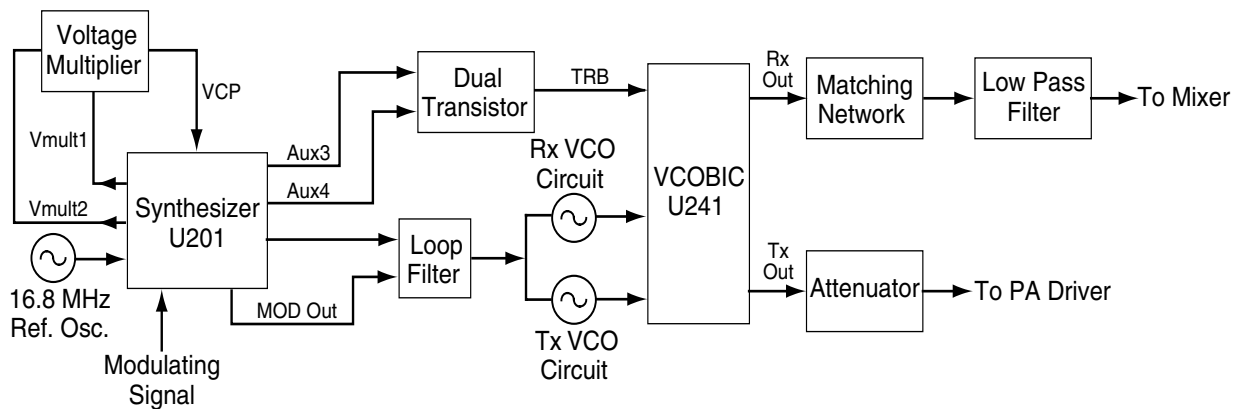 Voltage
Multiplier
VCP
Vmult1
Vmult2
Synthesizer
U201
16.8 MHz
Ref. Osc.
Modulating
Signal
Aux3
Aux4
MOD Out
Dual
Transistor
TRB
Loop
Filter
Rx VCO
Circuit
Tx VCO
Circuit
VCOBIC
U241
Rx
Out
Matching
Network
Low Pass
Filter
To Mixer
Tx
Out
Attenuator
To PA Driver